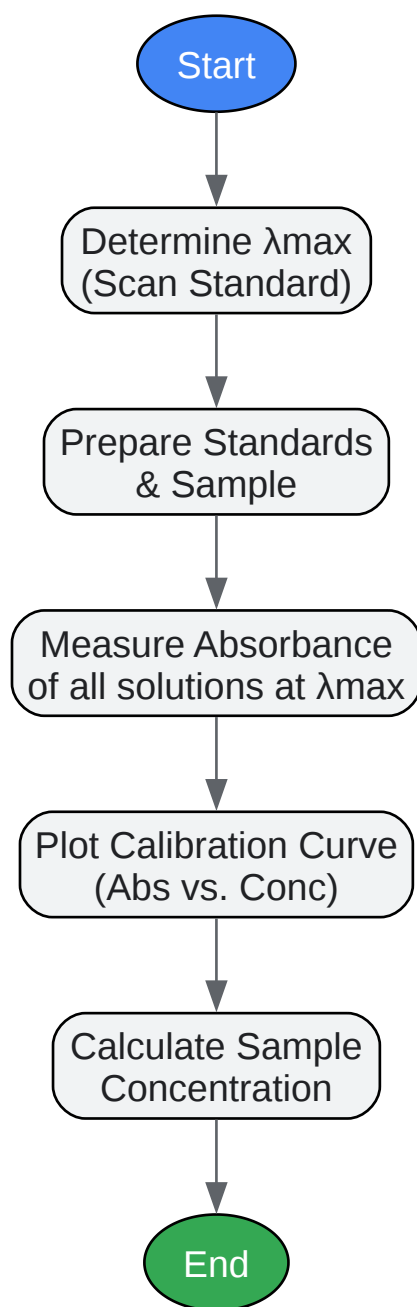 Start
Determine λmax
(Scan Standard)
Prepare Standards
& Sample
Measure Absorbance
of all solutions at λmax
Plot Calibration Curve
(Abs vs. Conc)
Calculate Sample
Concentration
End